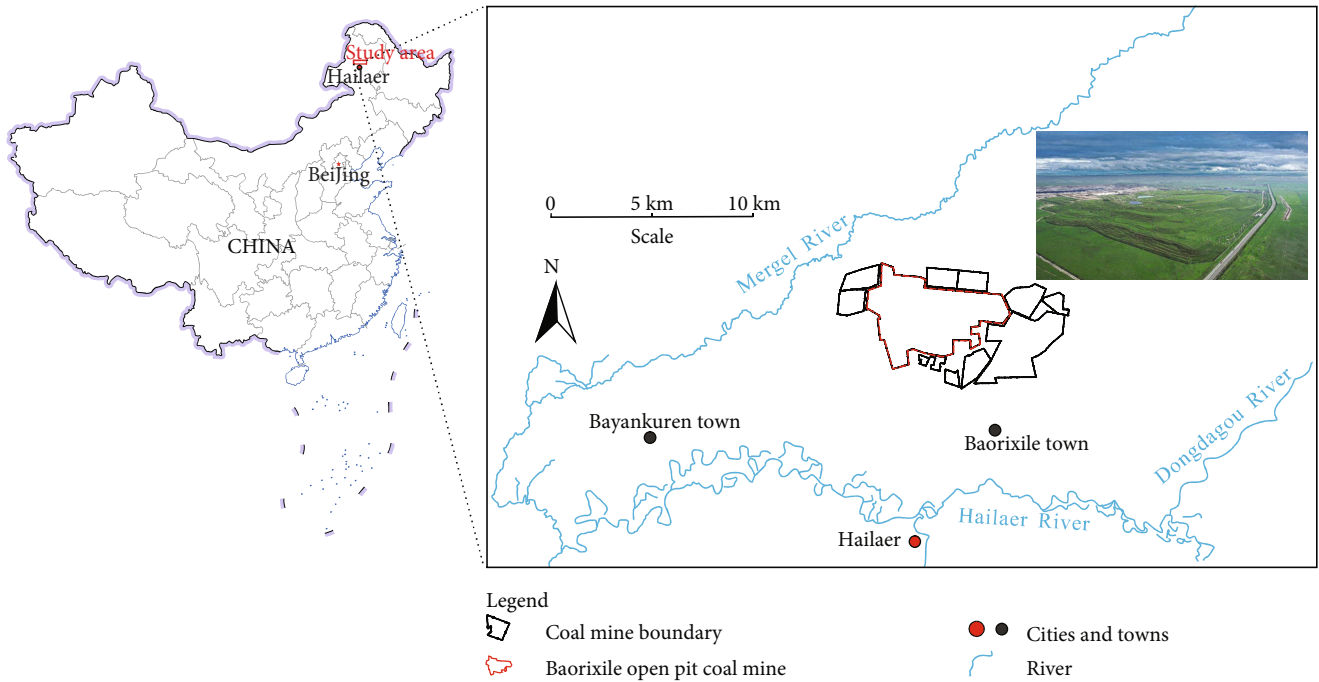 Study area
Hailaer
BeiJing
CHINA
0 5 km 10 km
Scale
N
Mergel River
Bayankuren town
Baorixile town
Dongdagou River
Hailaer River
Hailaer
Legend
Coal mine boundary
Baorixile open pit coal mine
Cities and towns
River